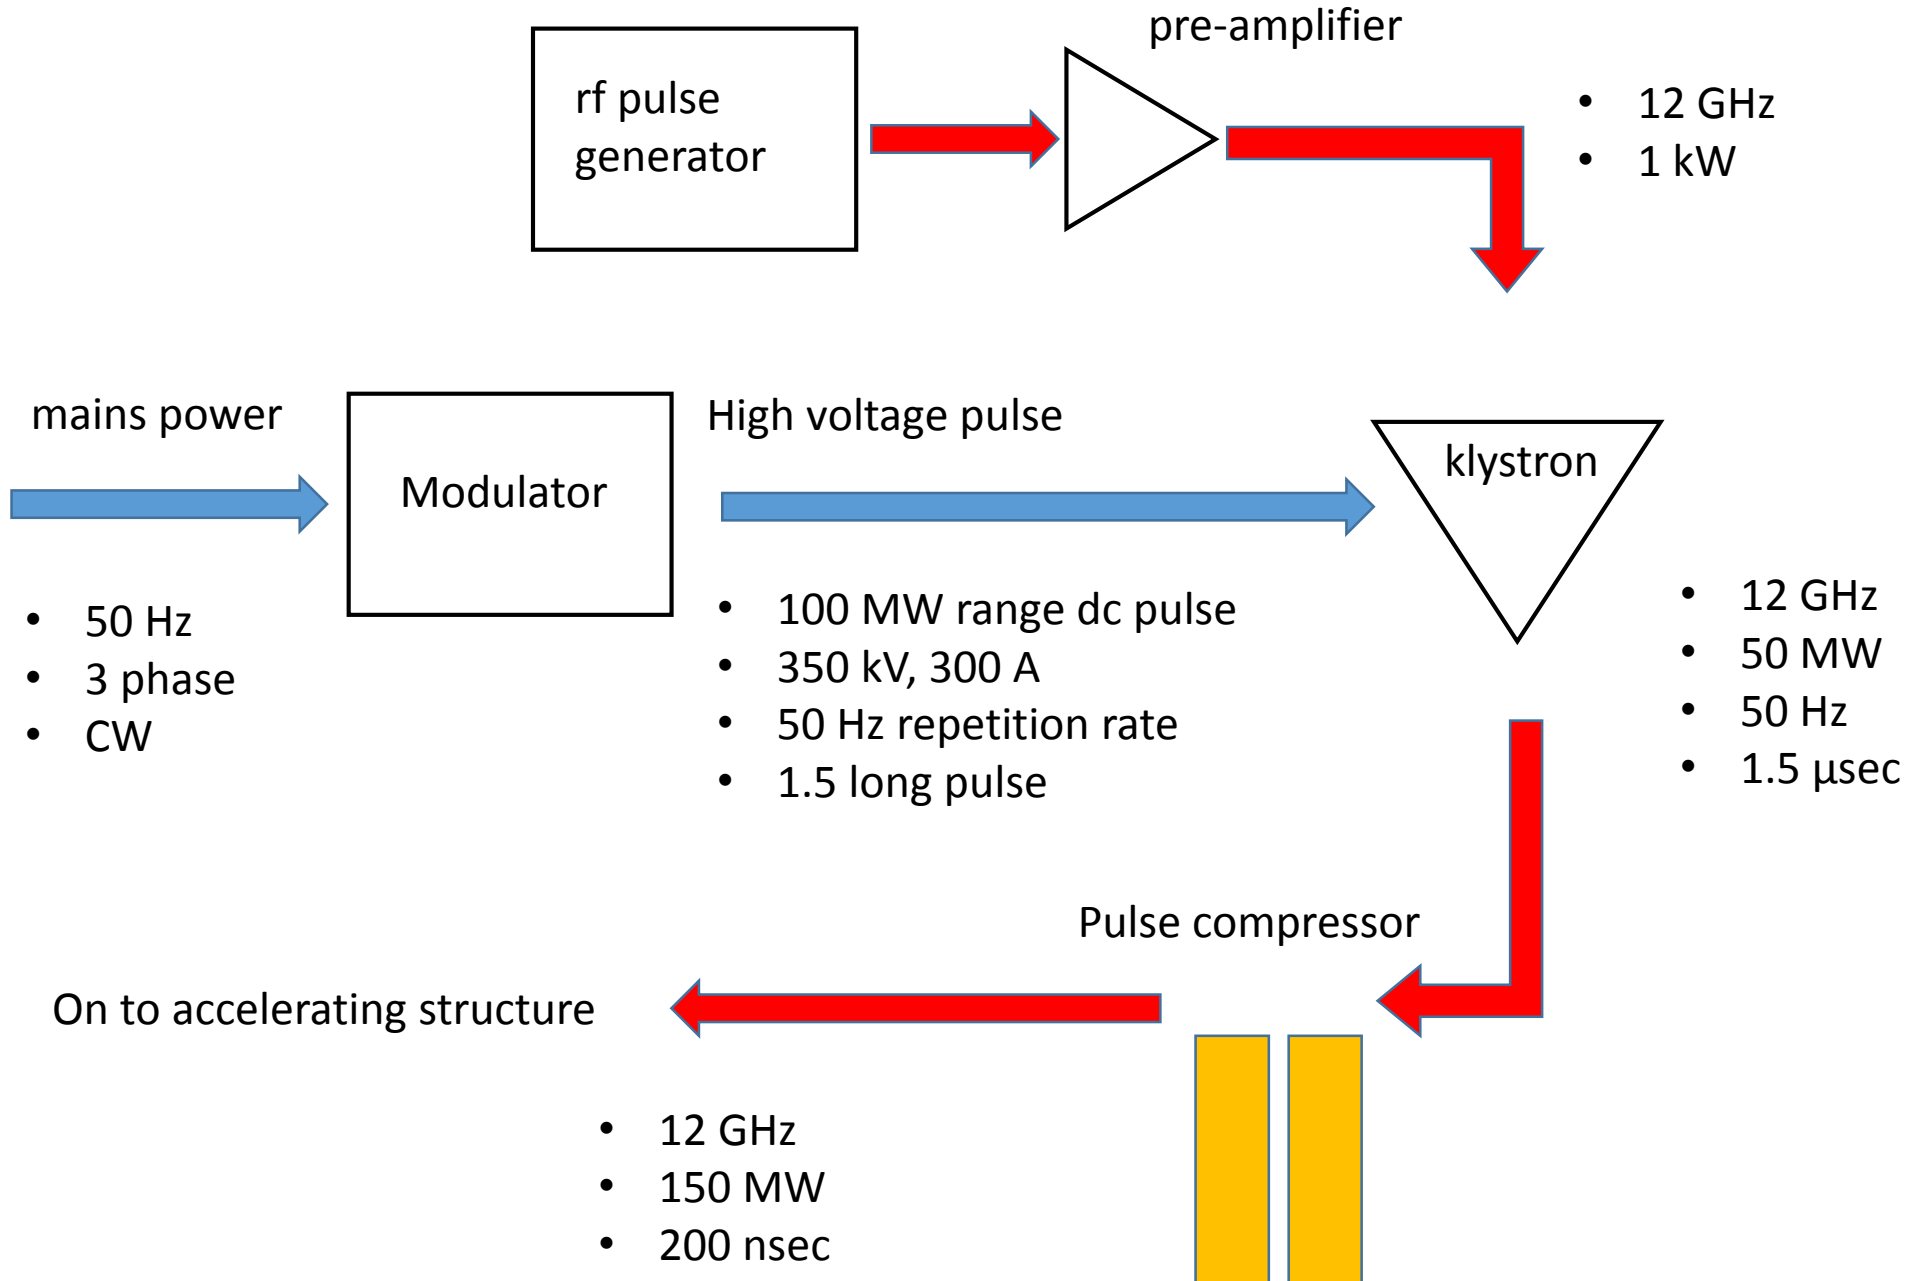 pre-amplifier
rf pulse
generator
• 12 GHz
• 1 kW
mains power
Modulator
High voltage pulse
klystron
• 50 Hz
• 3 phase
• CW
• 100 MW range dc pulse
• 350 kV, 300 A
• 50 Hz repetition rate
• 1.5 long pulse
• 12 GHz
• 50 MW
• 50 Hz
• 1.5 µsec
Pulse compressor
On to accelerating structure
• 12 GHz
• 150 MW
• 200 nsec